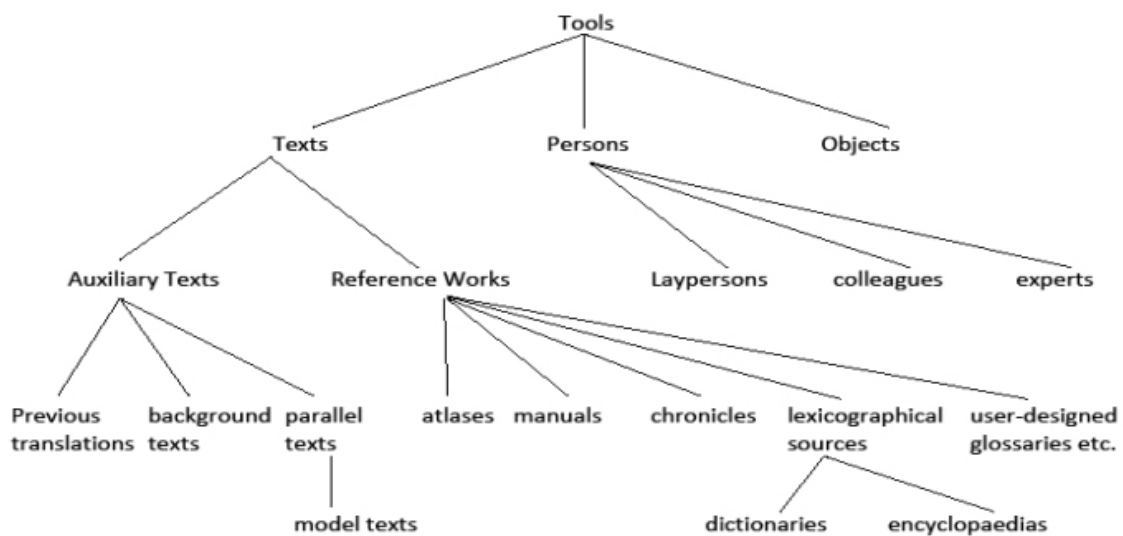 Tools
Texts
Persons
Objects
Auxiliary Texts
Reference Works
Laypersons
colleagues
experts
Previous
translations
background
texts
parallel
texts
atlases
manuals
chronicles
lexicographical
sources
user-designed
glossaries etc.
model texts
dictionaries
encyclopaedias